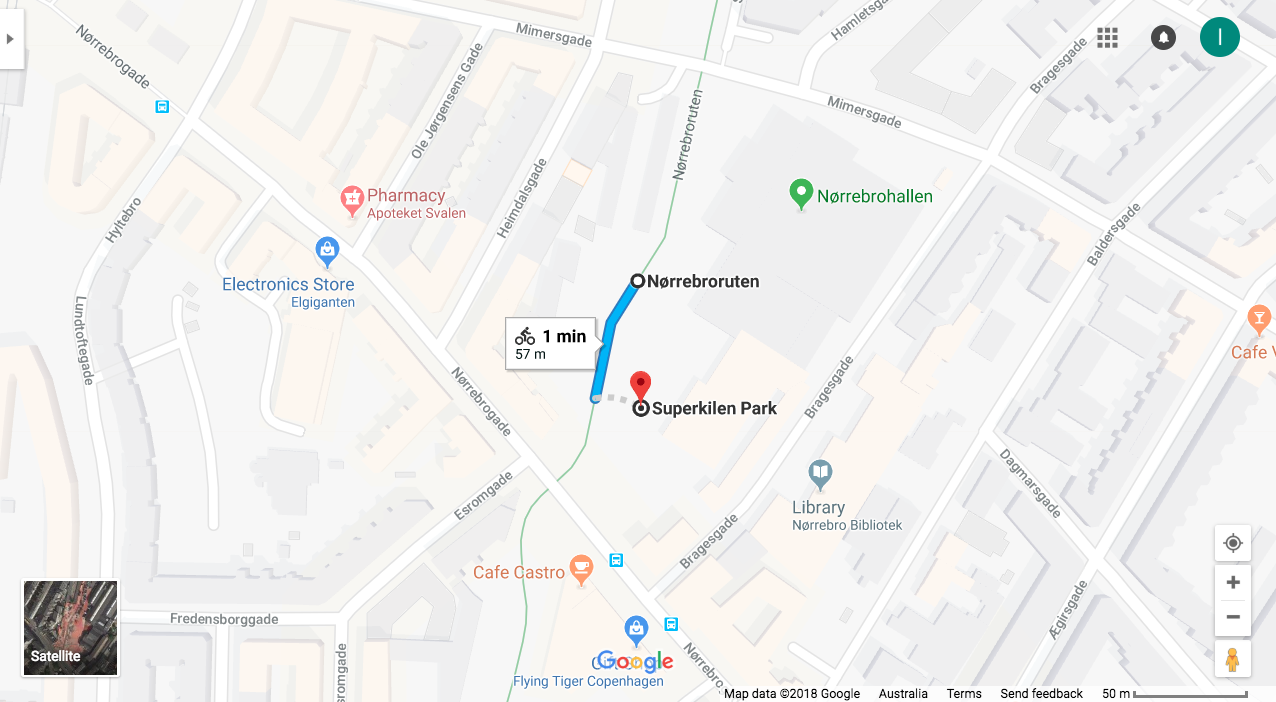 Mimersgade
Hamletsg
Nørrebrogade
Ole Jørgensens Gade
Bragesgade
I
Nørrebroruten
Mimersgade
Heimdalsgade
Pharmacy
Apoteket Svalen
Nørrebrohallen
Hyltebro
Baldersgade
Electronics Store
Elgiganten
Nørrebroruten
Lundtoftegade
1 min
57 m
Cafe V
Nørrebrogade
Bragesgade
Superkilen Park
Esromgade
Dagmarsgade
Library
Nørrebro Bibliotek
Bragesgade
Cafe Castro
Ægirsgade
Fredensborggade
Satellite
sromgade
Google
Nørrebro
Flying Tiger Copenhagen
Map data ©2018 Google Australia Terms Send feedback 50 m